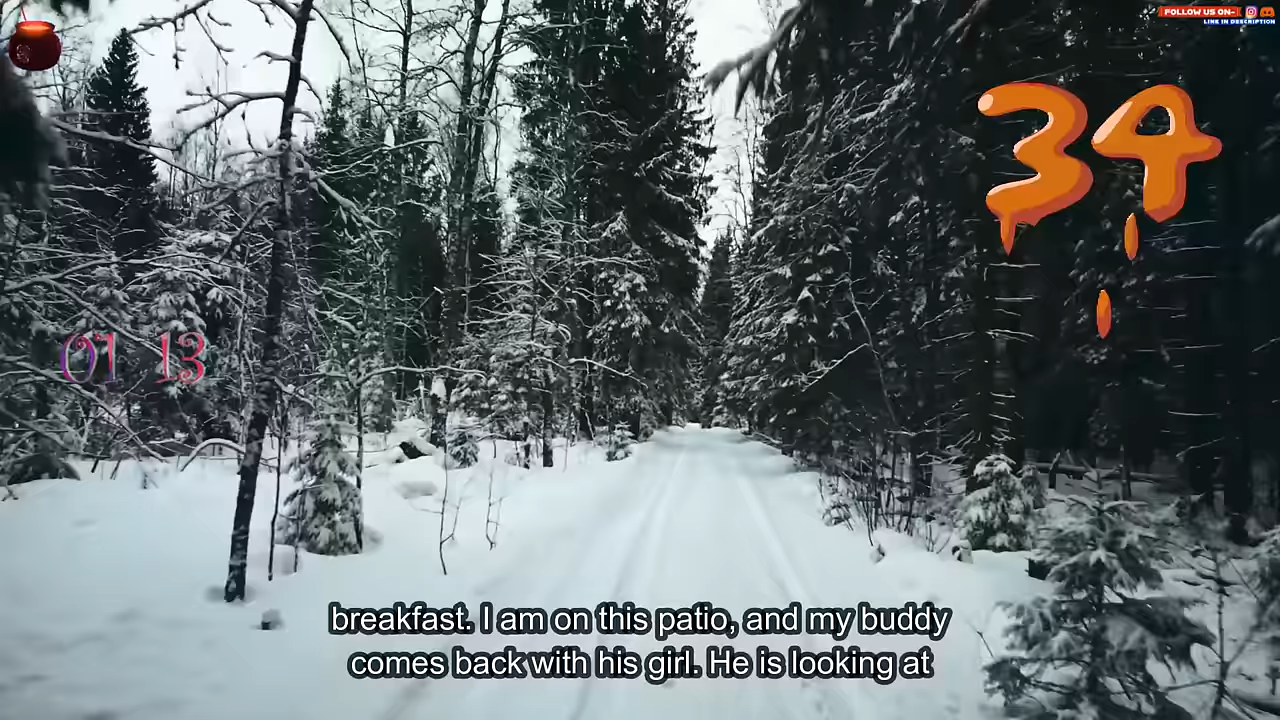 FOLLOW US ON-
LINK IN DESCRIPTION
34
01 13
breakfast. I am on this patio, and my buddy
comes back with his girl. He is looking at